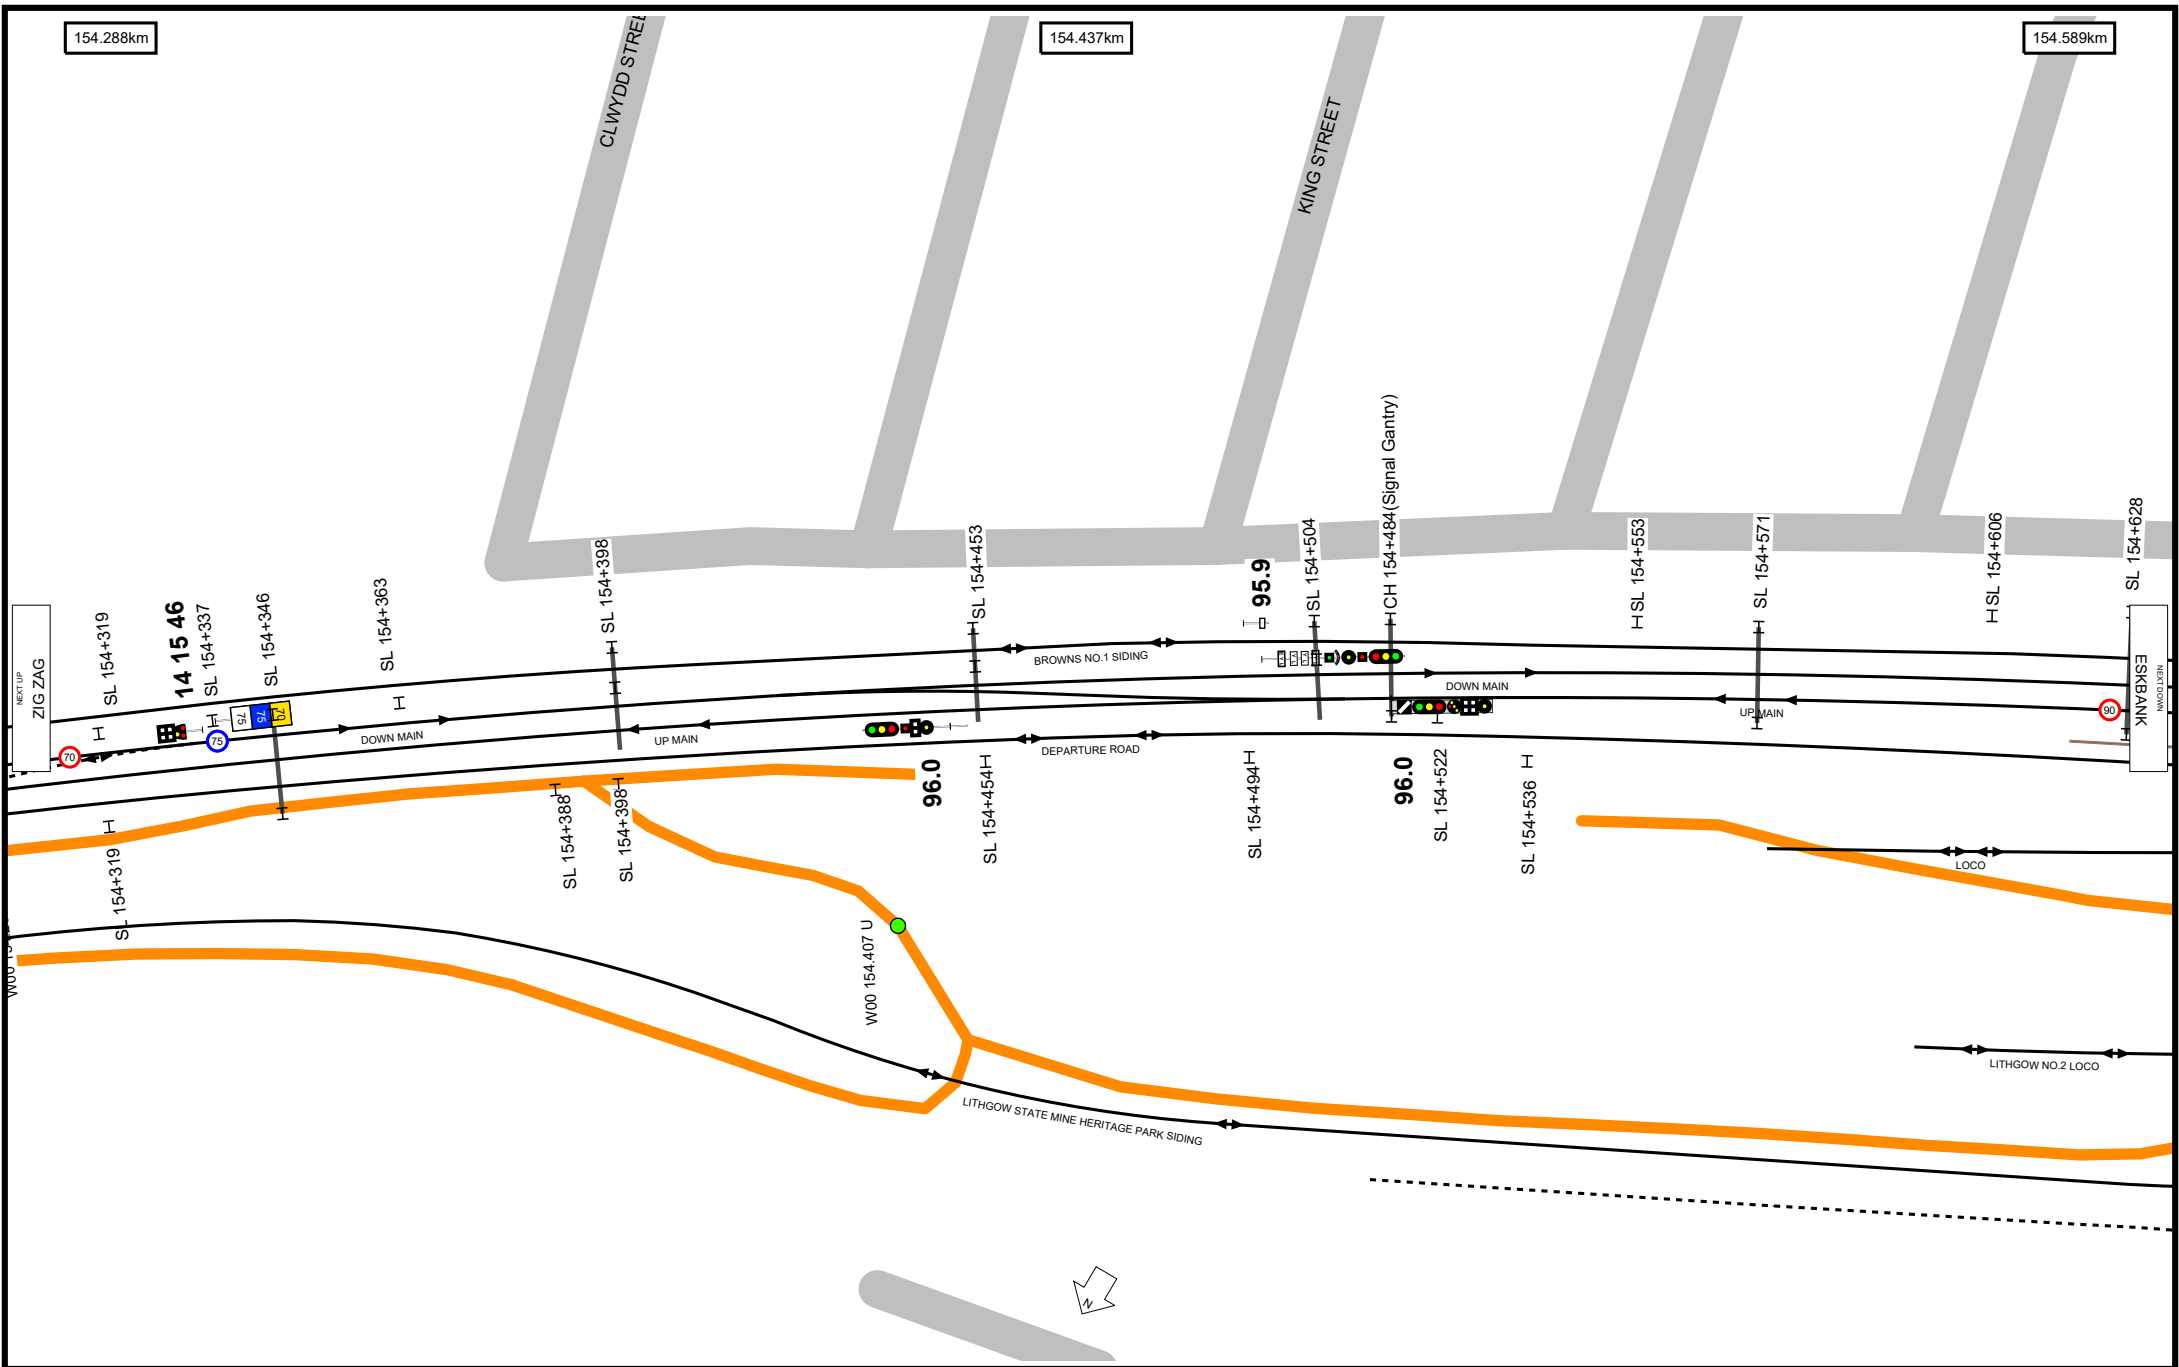 154.288km
154.437km
154.589km
CLWYDD STREE
KING STREET
NEXT UP
ZIG ZAG
SL 154+319
14 15 46
SL 154+337
SL 154+346
SL 154+363
SL 154+398
SL 154+453
95.9
SL 154+504
CH 154+484(Signal Gantry)
SL 154+553
SL 154+571
SL 154+606
SL 154+628
NEXT DOWN
ESKBANK
70
75
75
75
70
90
BROWNS NO.1 SIDING
DOWN MAIN
DOWN MAIN
UP MAIN
UP MAIN
DEPARTURE ROAD
SL 154+319
SL 154+388
SL 154+398
96.0
SL 154+454
SL 154+494
96.0
SL 154+522
SL 154+536
LOCO
W00 154.407 U
LITHGOW STATE MINE HERITAGE PARK SIDING
LITHGOW NO.2 LOCO
N